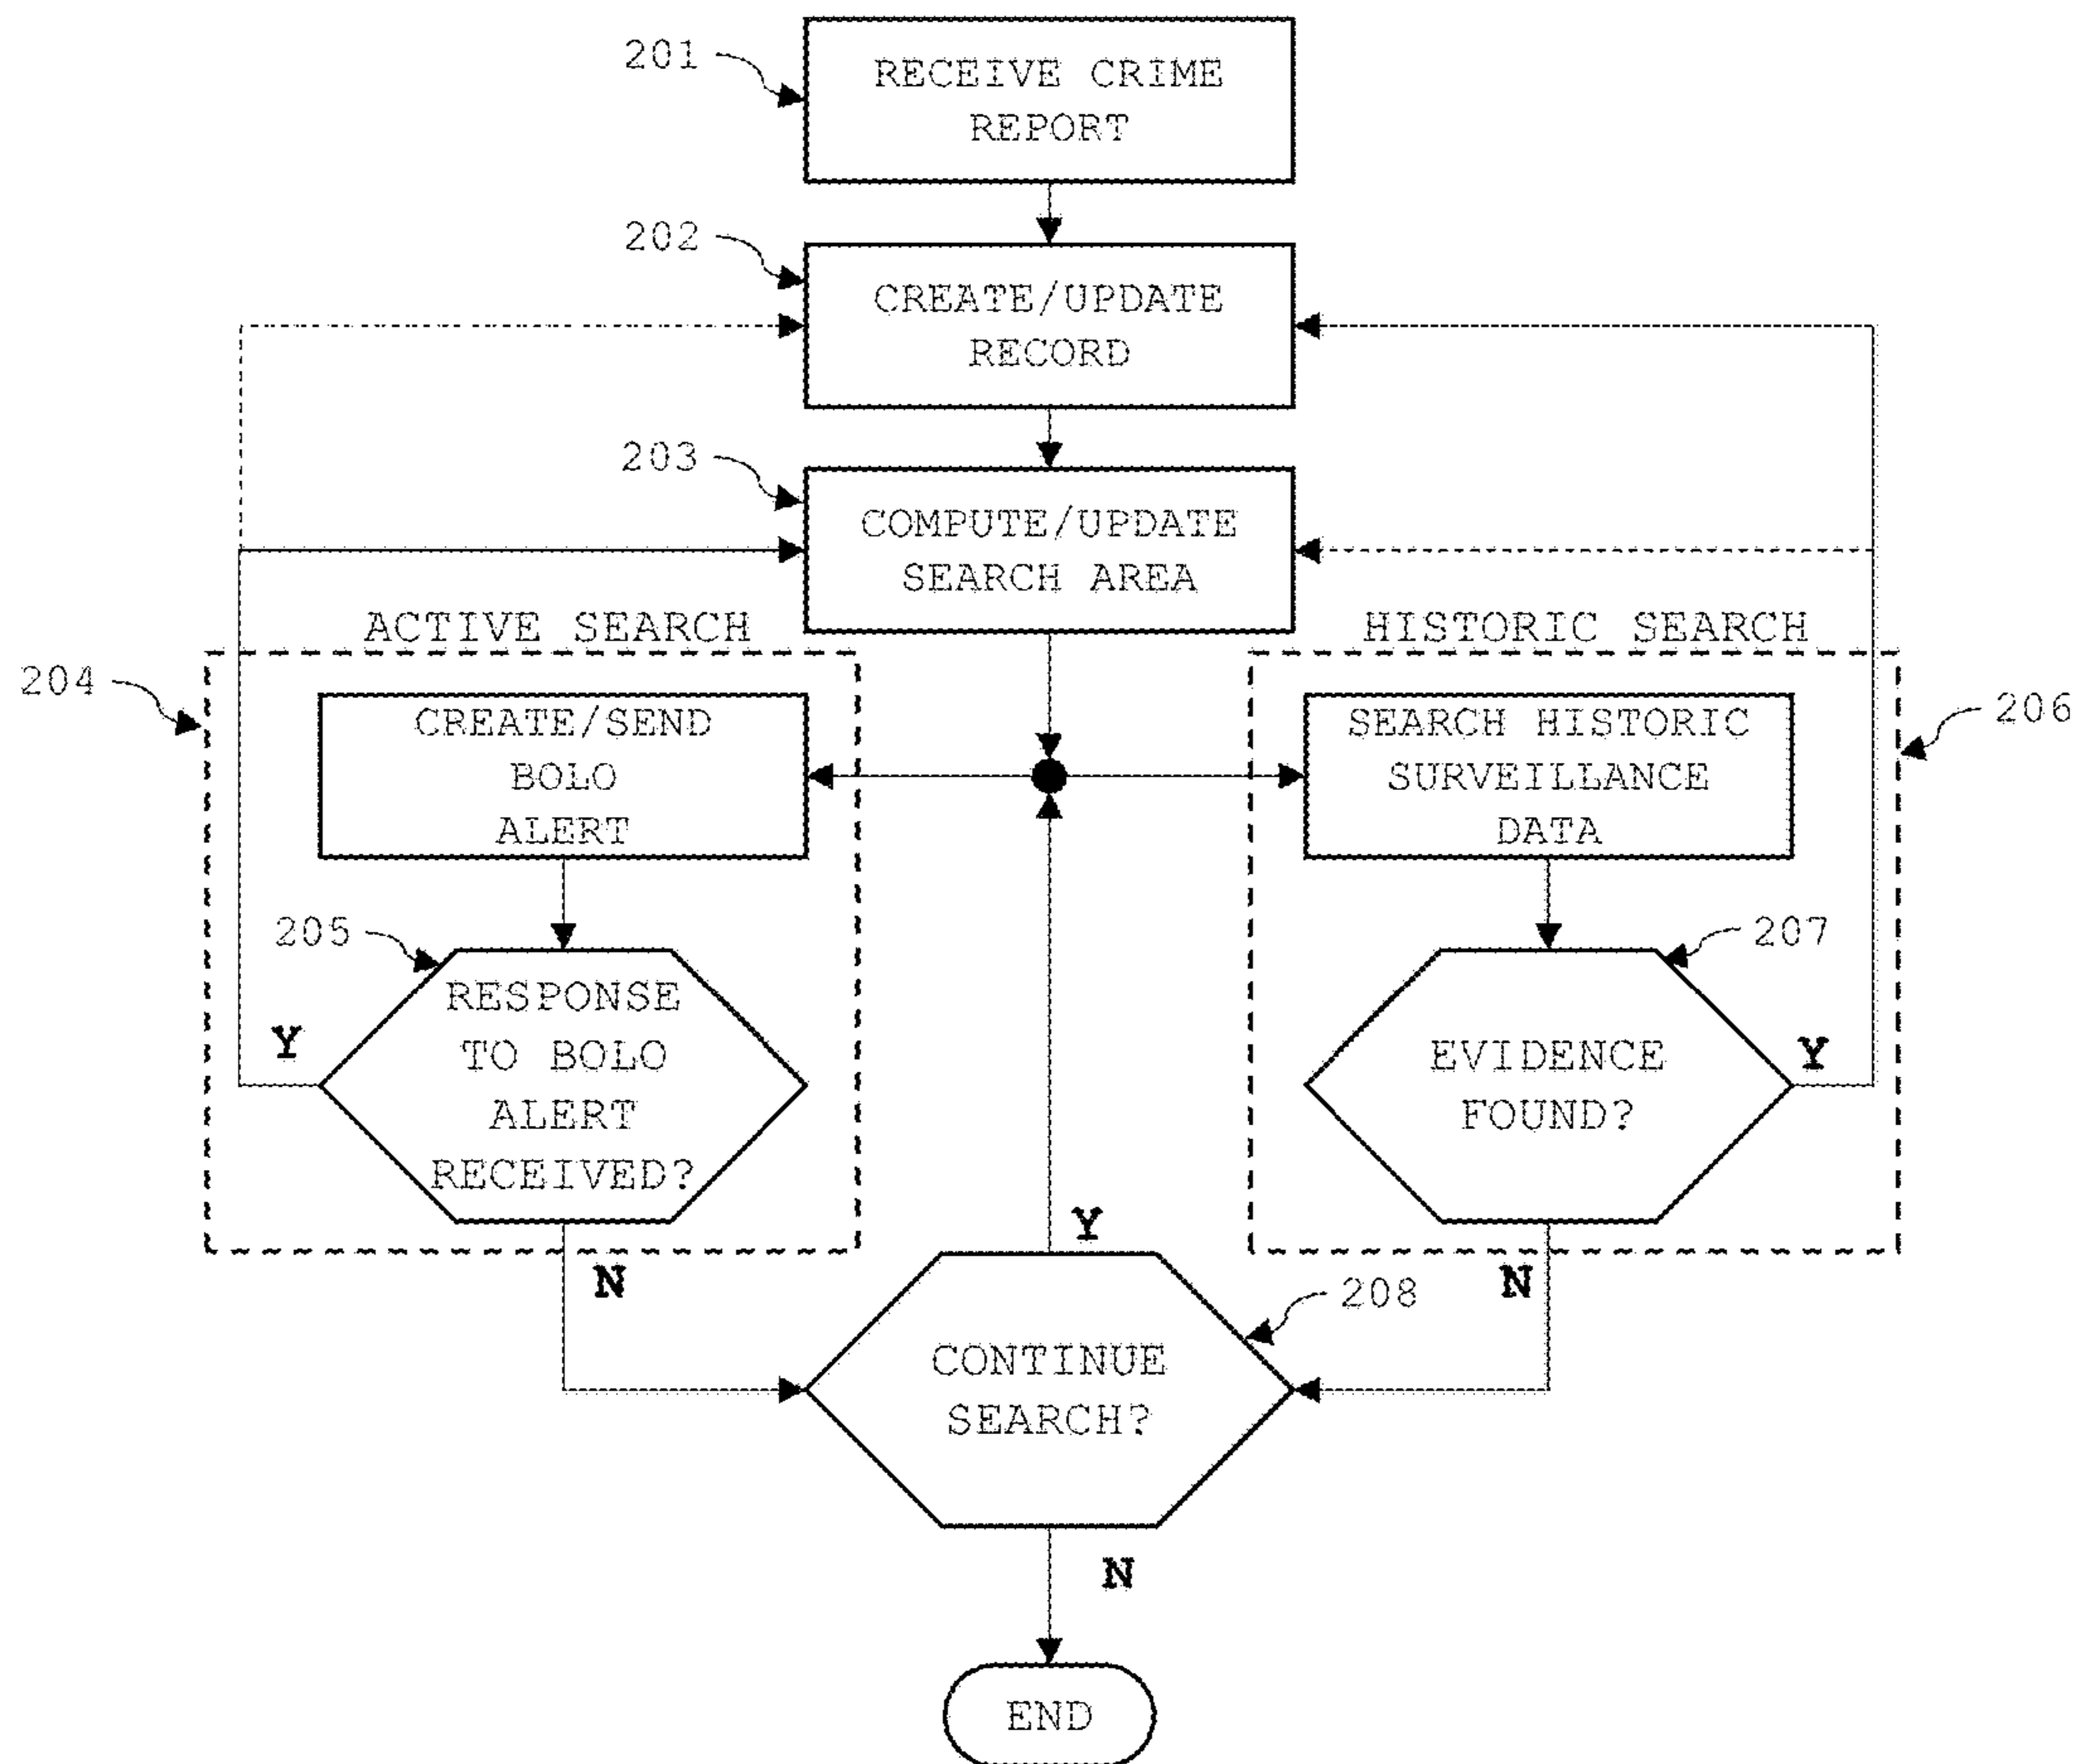 201
RECEIVE CRIME
REPORT
202
CREATE/UPDATE
RECORD
203
COMPUTE/UPDATE
SEARCH AREA
ACTIVE SEARCH
HISTORIC SEARCH
204
CREATE/SEND
BOLO
ALERT
SEARCH HISTORIC
SURVEILLANCE
DATA
206
205
RESPONSE
TO BOLO
ALERT
RECEIVED?
Y
207
EVIDENCE
FOUND?
Y
N
Y
N
208
CONTINUE
SEARCH?
N
END